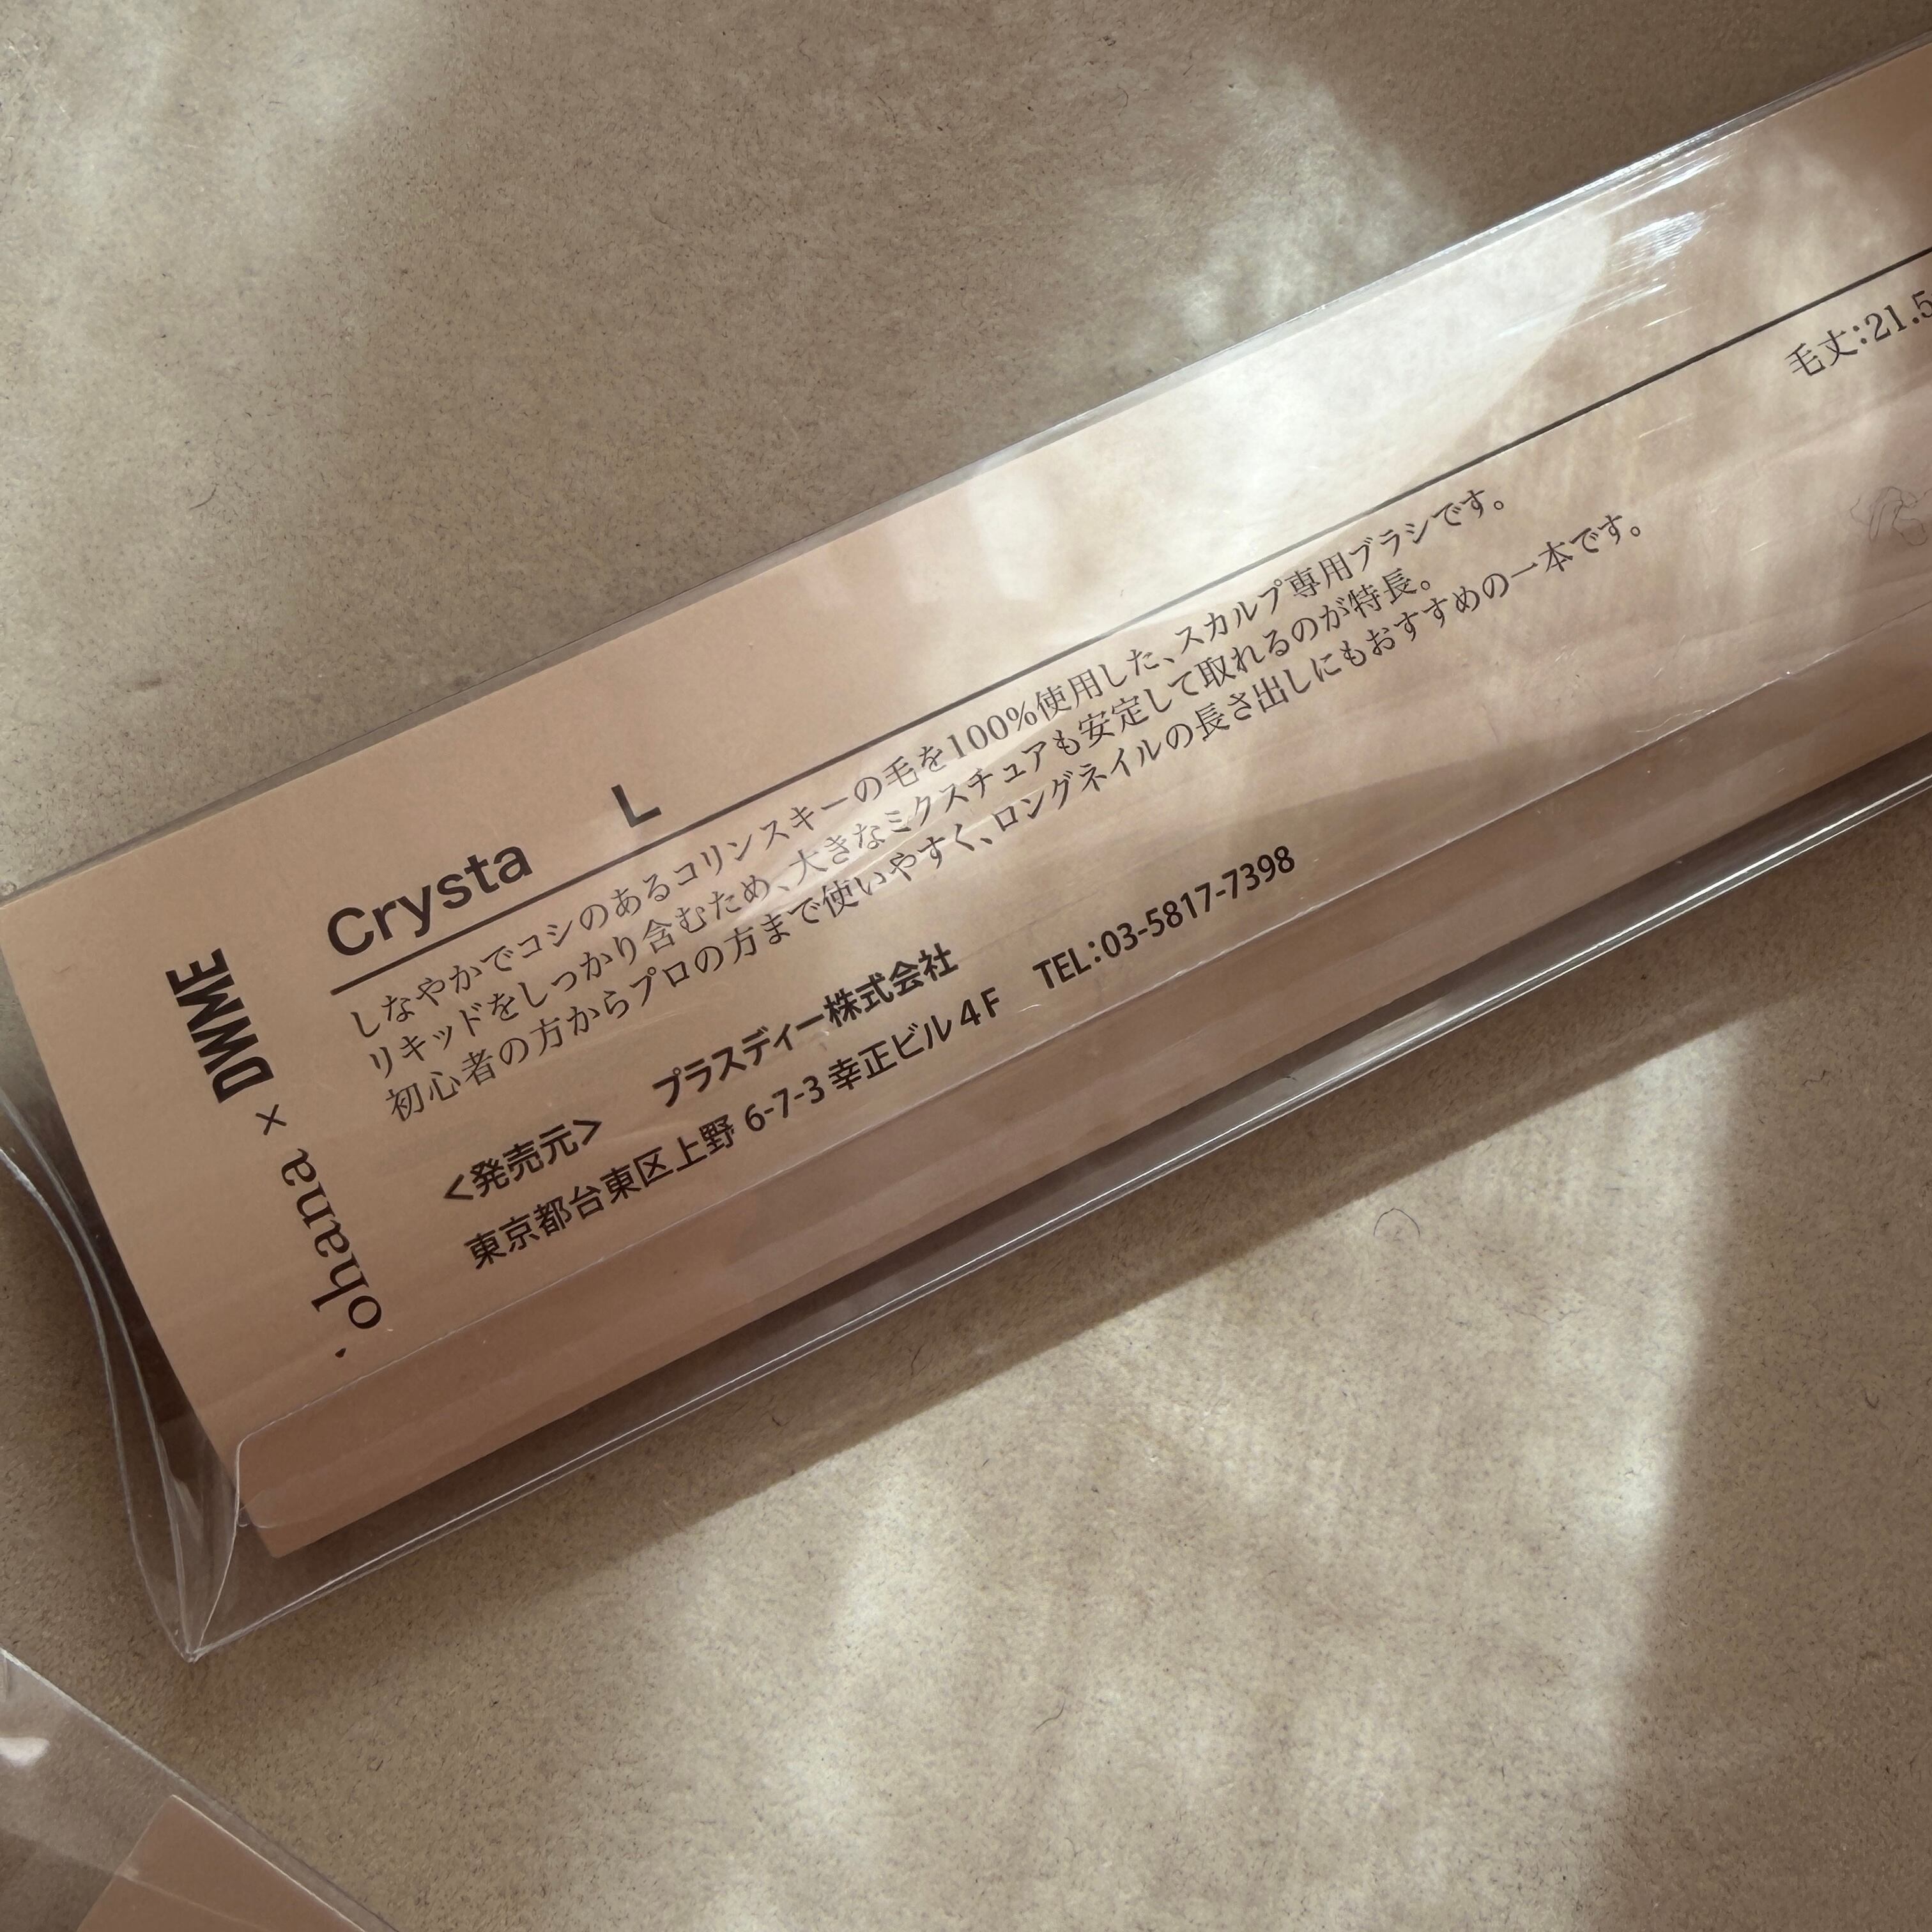 DWME × 'ohana
Crysta L
毛丈：21.5
しなやかでコシのあるコリンスキーの毛を100%使用した、スカルプ専用ブラシです。
リキッドをしっかり含むため、大きなミクスチュアも安定して取れるのが特長。
初心者の方からプロの方まで使いやすく、ロングネイルの長さ出しにもおすすめの一本です。
<発売元> プラスディー株式会社
東京都台東区上野 6-7-3 幸正ビル 4F TEL：03-5817-7398